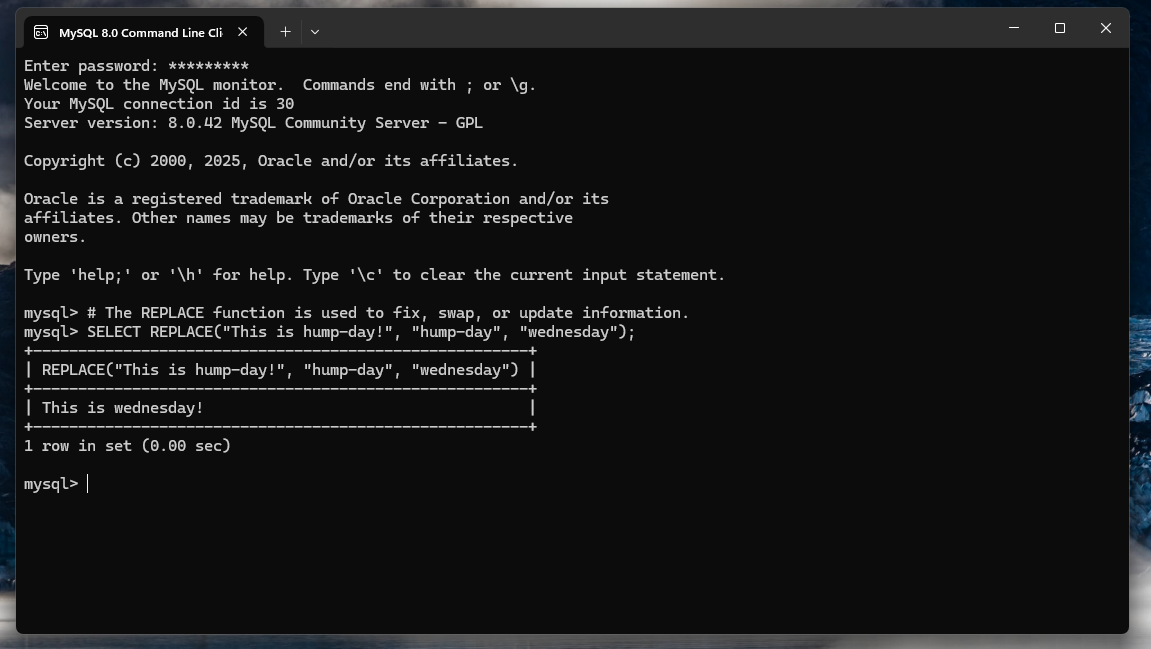 MySQL 8.0 Command Line Cli
Enter password: *********
Welcome to the MySQL monitor.  Commands end with ; or \g.
Your MySQL connection id is 30
Server version: 8.0.42 MySQL Community Server - GPL

Copyright (c) 2000, 2025, Oracle and/or its affiliates.

Oracle is a registered trademark of Oracle Corporation and/or its
affiliates. Other names may be trademarks of their respective
owners.

Type 'help;' or '\h' for help. Type '\c' to clear the current input statement.

mysql> # The REPLACE function is used to fix, swap, or update information.
mysql> SELECT REPLACE("This is hump-day!", "hump-day", "wednesday");
+-------------------------------------------------------+
| REPLACE("This is hump-day!", "hump-day", "wednesday") |
+-------------------------------------------------------+
| This is wednesday!                                    |
+-------------------------------------------------------+
1 row in set (0.00 sec)

mysql>